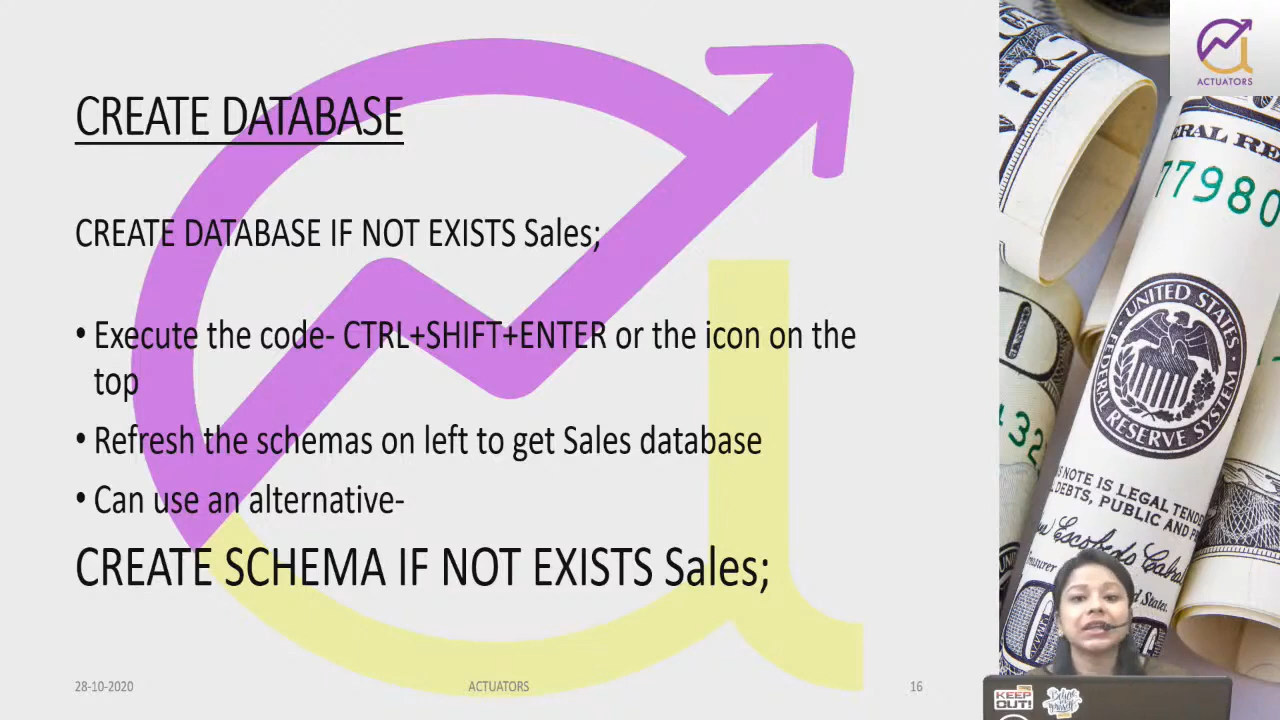 CREATE DATABASE
CREATE DATABASE IF NOT EXISTS Sales;
• Execute the code- CTRL+SHIFT+ENTER or the icon on the
top
• Refresh the schemas on left to get Sales database
• Can use an alternative-
CREATE SCHEMA IF NOT EXISTS Sales;
28-10-2020
ACTUATORS
16
ACTUATORS
ERAL RE
77980
UNITED STATES
FEDERAL RESERVE SYSTEM
NOTE IS LEGAL
DEBTS, PUBLIC AND
States.
KEEP
OUT!